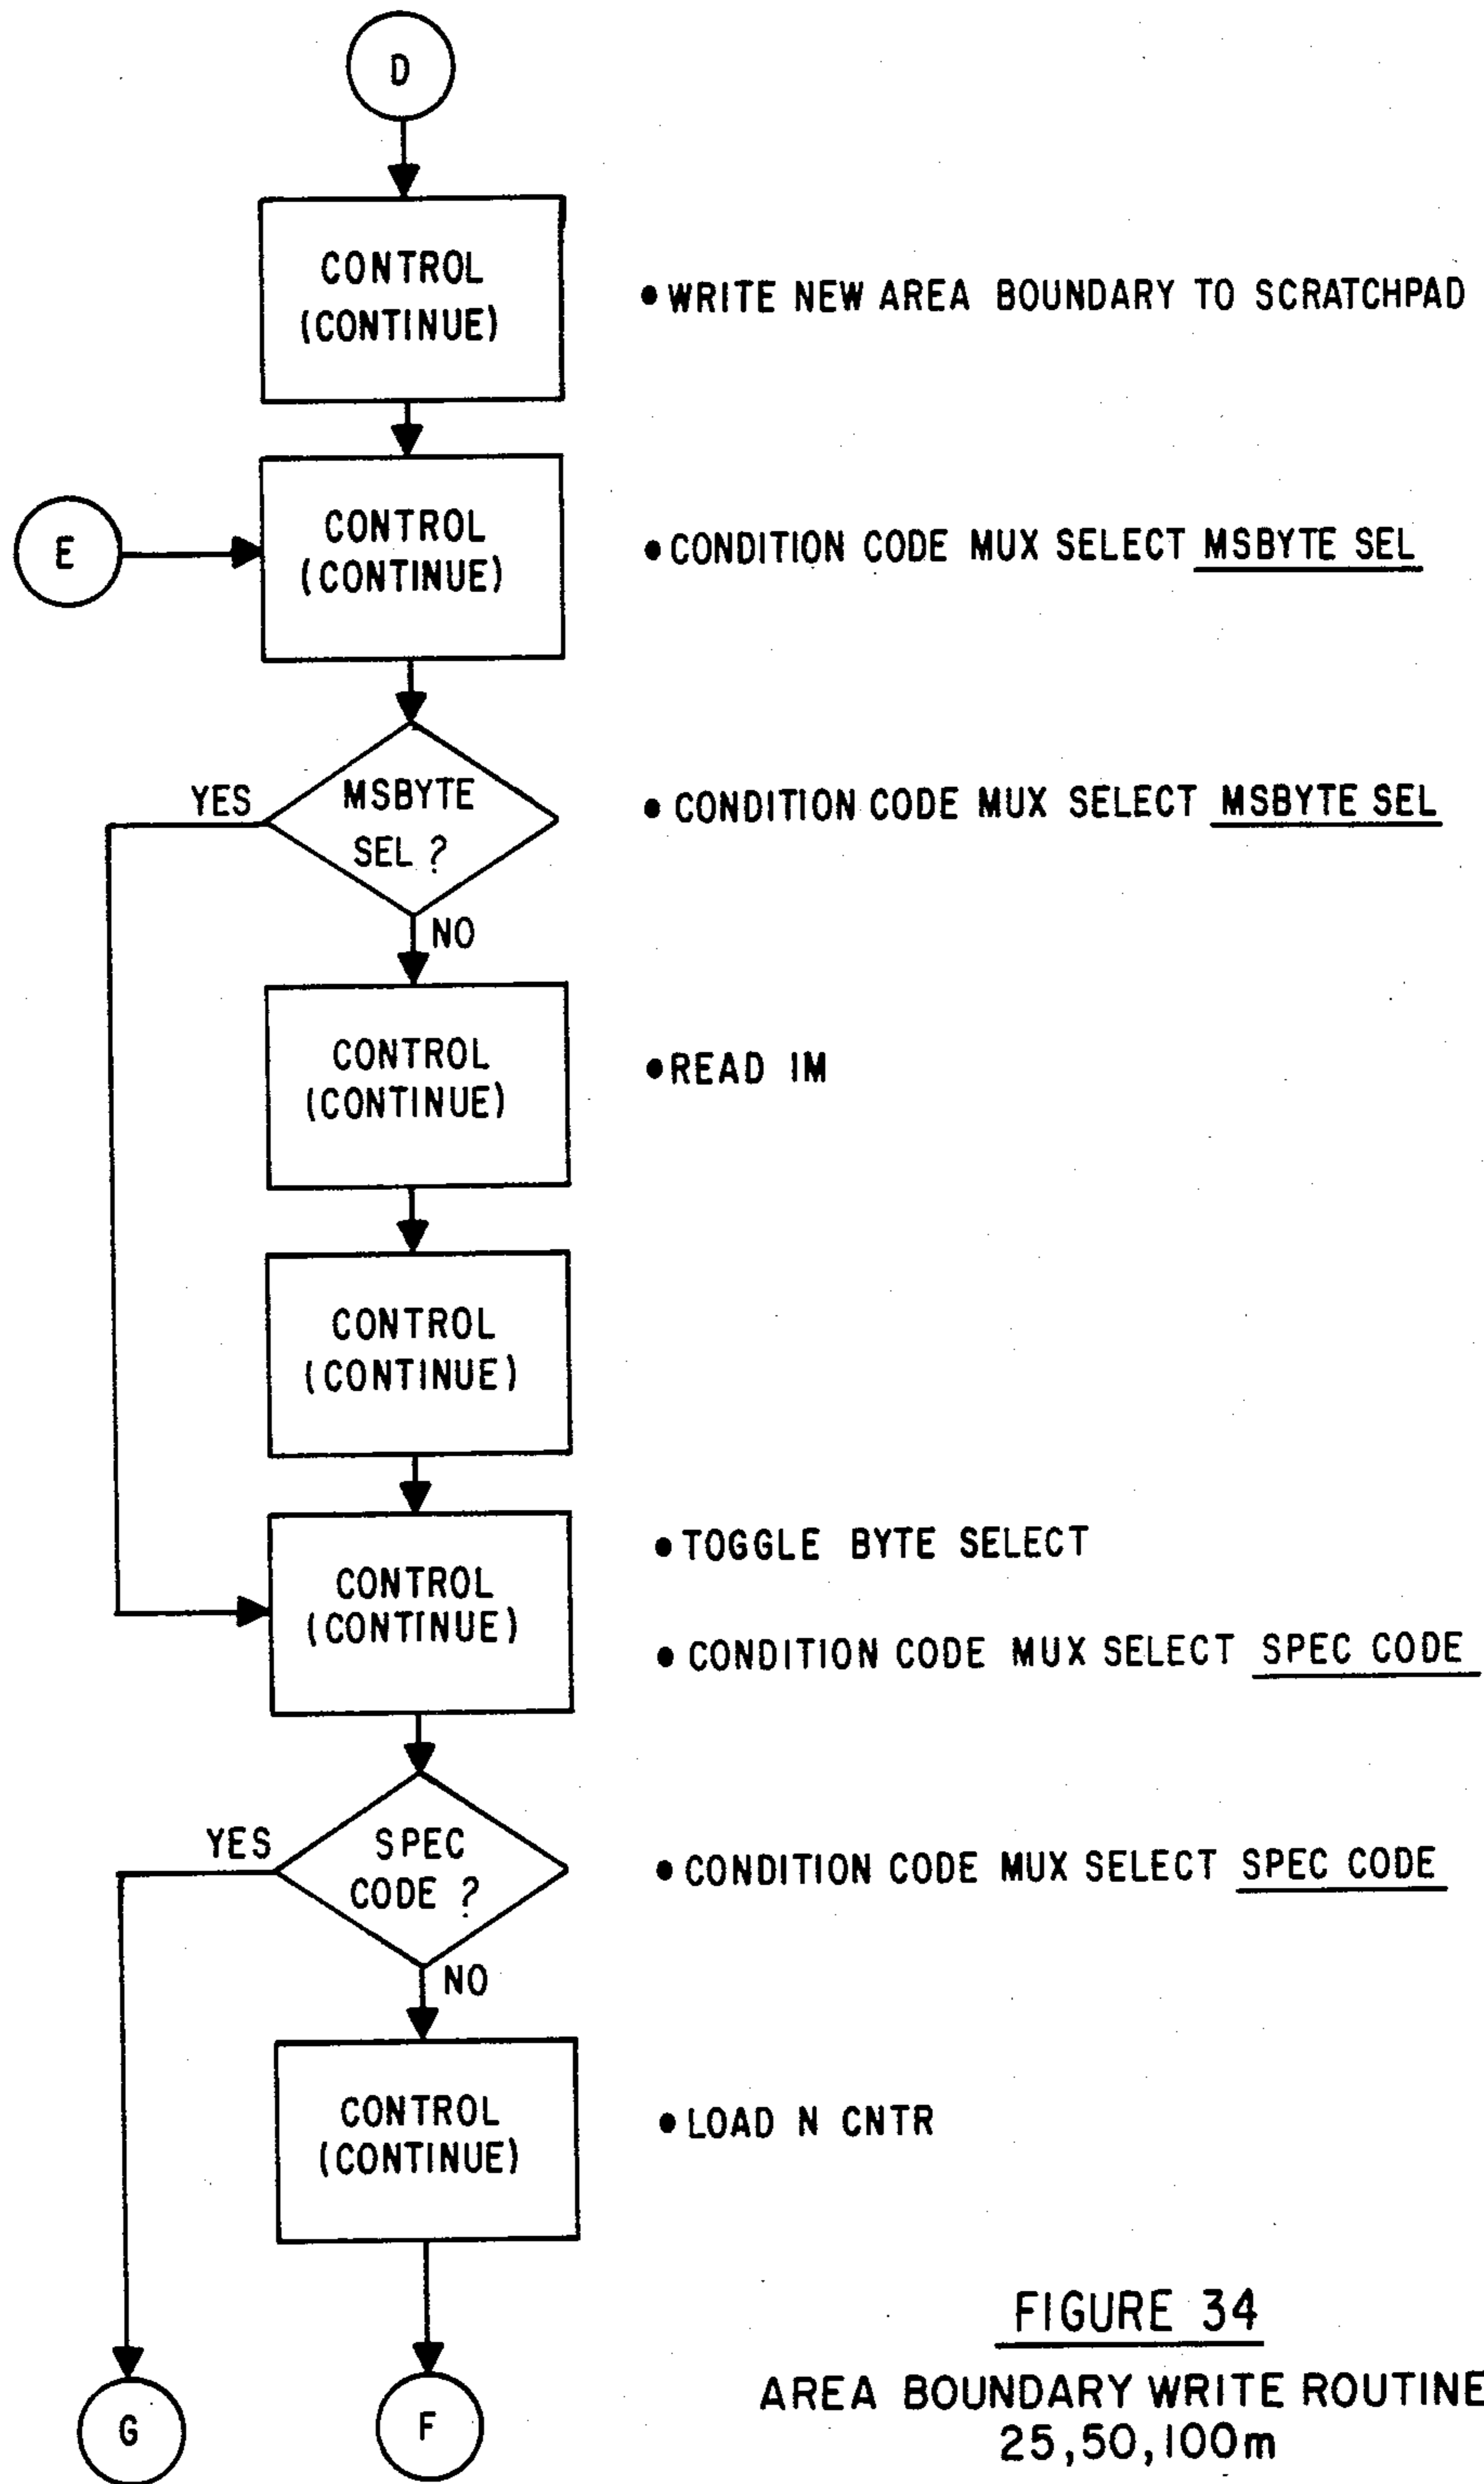 D
CONTROL
(CONTINUE)
• WRITE NEW AREA BOUNDARY TO SCRATCHPAD
E
CONTROL
(CONTINUE)
• CONDITION CODE MUX SELECT MSBYTE SEL
YES
MSBYTE
SEL ?
• CONDITION CODE MUX SELECT MSBYTE SEL
NO
CONTROL
(CONTINUE)
• READ IM
CONTROL
(CONTINUE)
CONTROL
(CONTINUE)
• TOGGLE BYTE SELECT
• CONDITION CODE MUX SELECT SPEC CODE
YES
SPEC
CODE ?
• CONDITION CODE MUX SELECT SPEC CODE
NO
CONTROL
(CONTINUE)
• LOAD N CNTR
G
F
FIGURE 34
AREA BOUNDARY WRITE ROUTINE
25,50,100m